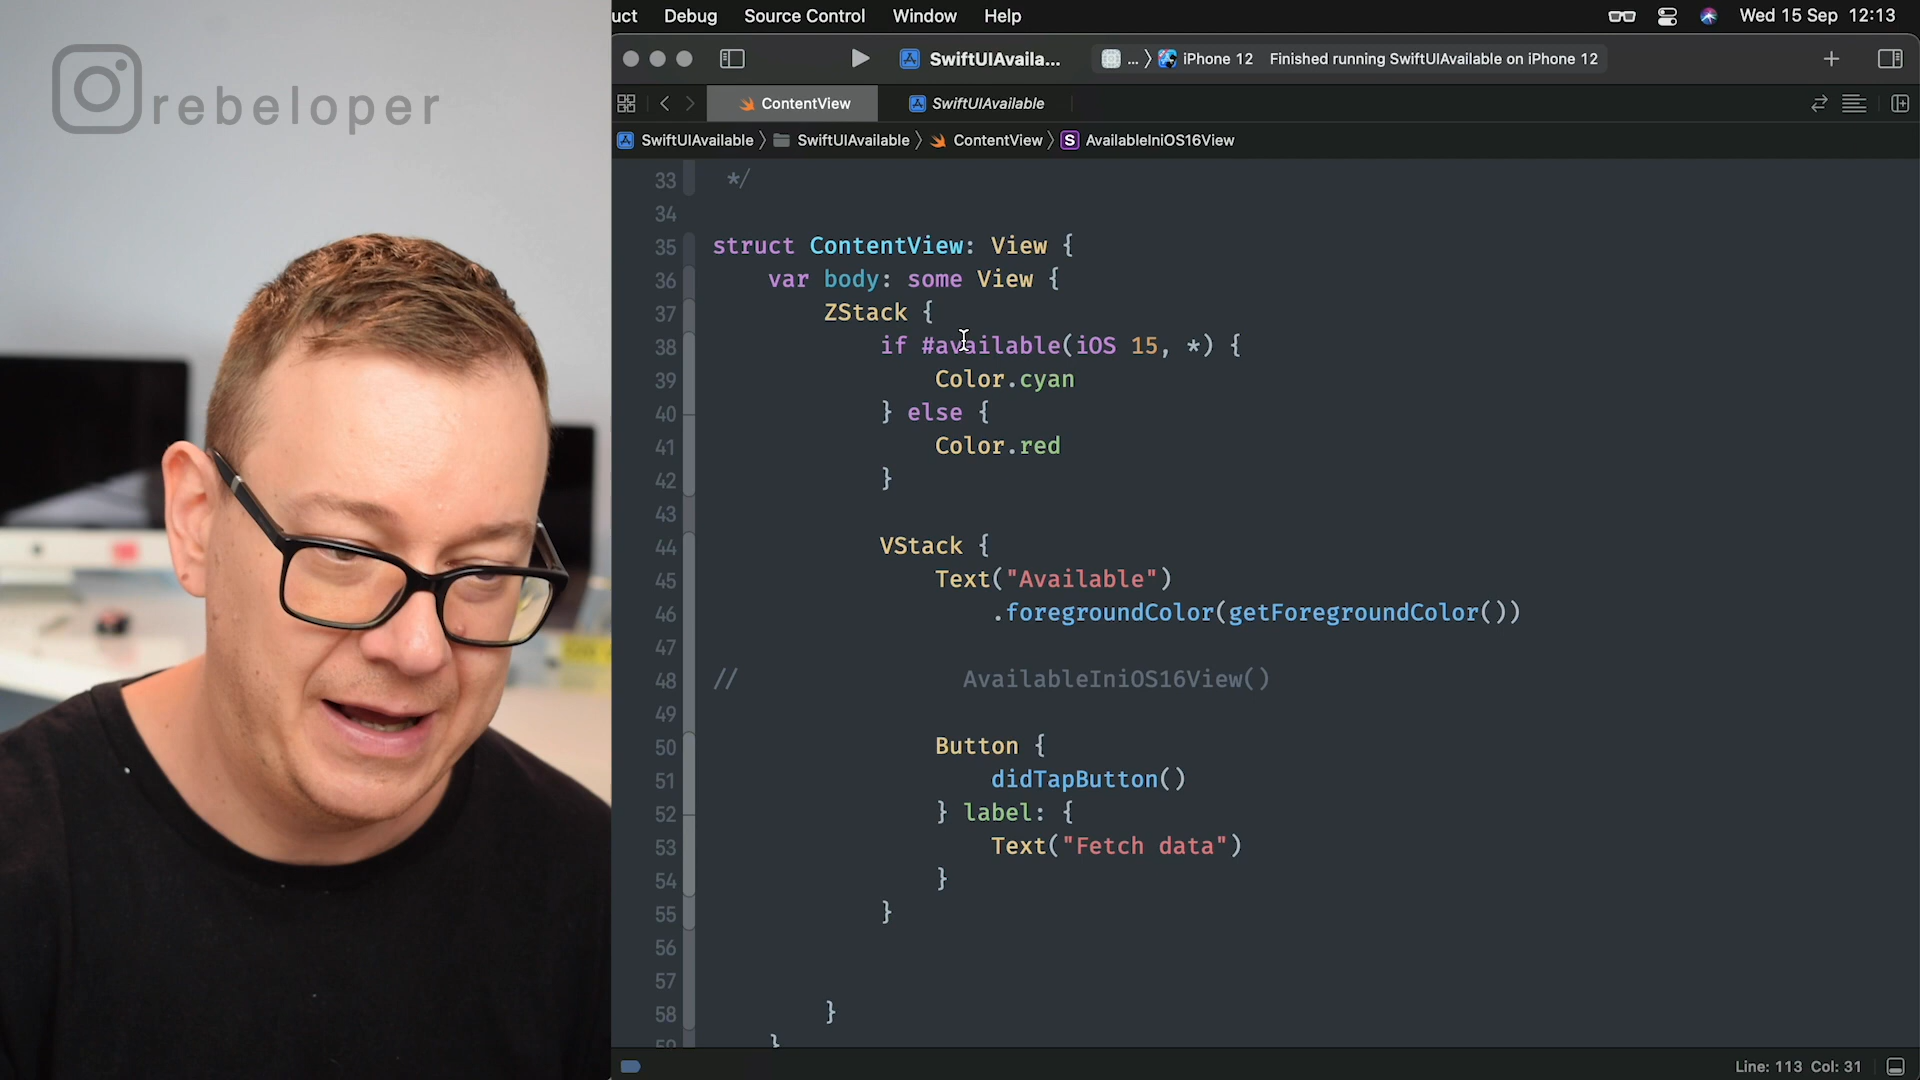 rebeloper
uct Debug Source Control Window Help Wed 15 Sep 12:13
SwiftUIAvaila... ... iPhone 12 Finished running SwiftUIAvailable on iPhone 12
ContentView SwiftUIAvailable
SwiftUIAvailable SwiftUIAvailable ContentView S AvailableIniOS16View
33 */
34
35 struct ContentView: View {
36 var body: some View {
37 ZStack {
38 if #available(iOS 15, *) {
39 Color.cyan
40 } else {
41 Color.red
42 }
43
44 VStack {
45 Text("Available")
46 .foregroundColor(getForegroundColor())
47
48 // AvailableIniOS16View()
49
50 Button {
51 didTapButton()
52 } label: {
53 Text("Fetch data")
54 }
55 }
56
57
58 }
59 }
Line: 113 Col: 31